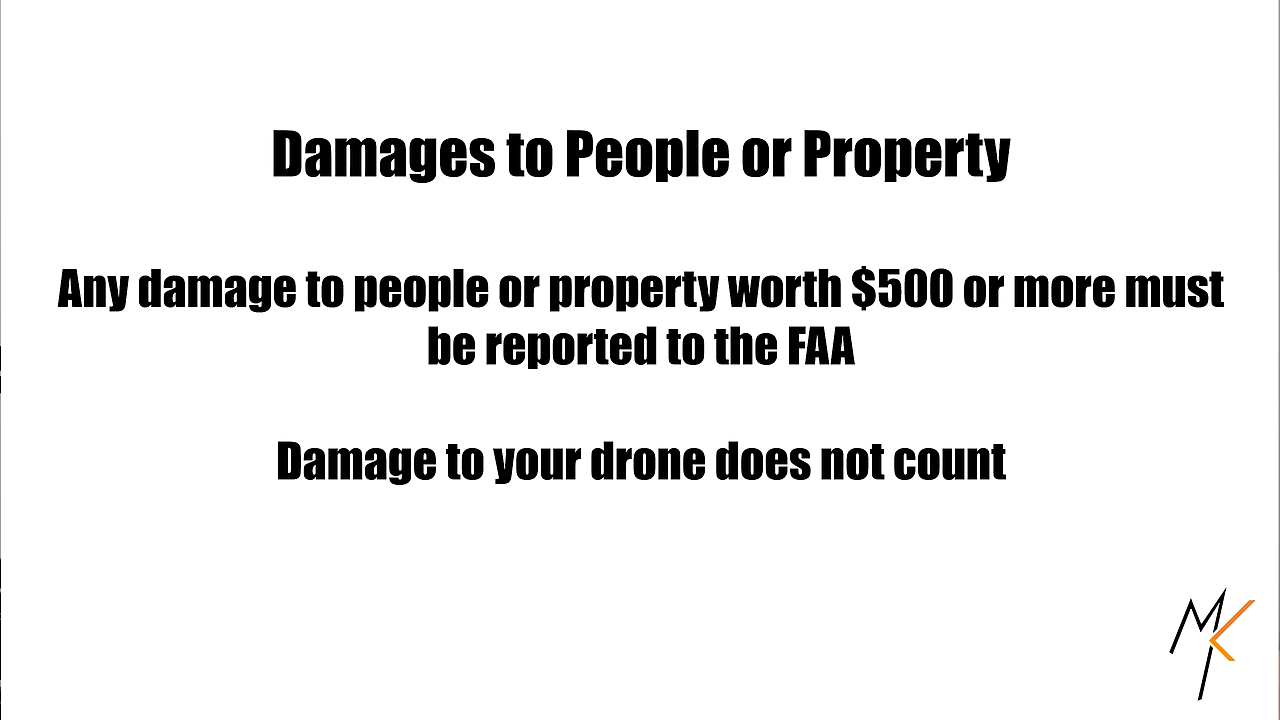 Damages to People or Property
Any damage to people or property worth $500 or more must
be reported to the FAA
Damage to your drone does not count
MK